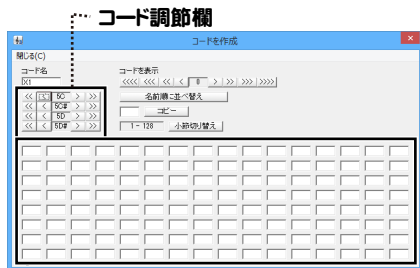 コード調節欄
コードを作成
閉じる(C)
コード名
コードを表示
X1
<<<< <<< << < 0 > >> >>> >>>>
<< < 5C > >>
名前順に並べ替え
<< < 5C# > >>
コピー
<< < 5D > >>
<< < 5D# > >>
1 - 128 小節切り替え